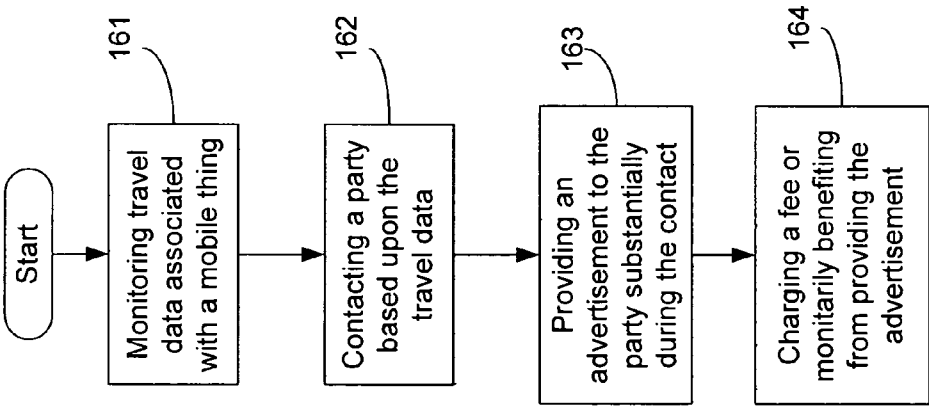 Start
Monitoring travel
data associated
with a mobile thing
161
Contacting a party
based upon the
travel data
162
Providing an
advertisement to the
party substantially
during the contact
163
Charging a fee or
monitarily benefiting
from providing the
advertisement
164